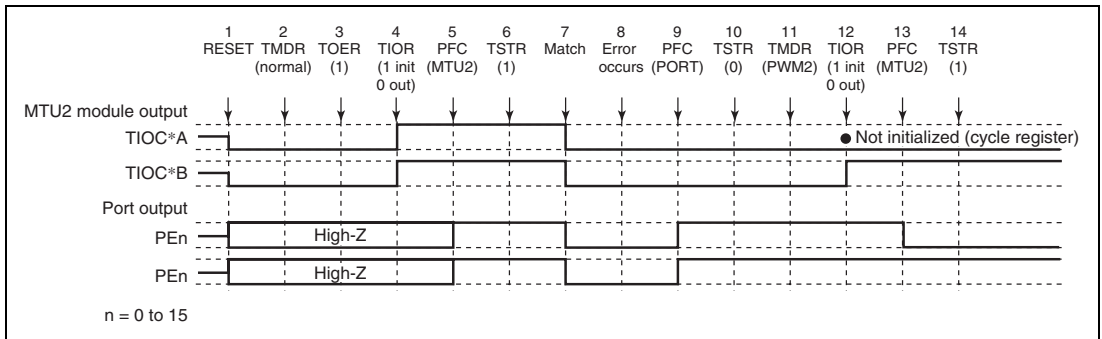 1 2 3 4 5 6 7 8 9 10 11 12 13 14
RESET TMDR TOER TIOR PFC TSTR Match Error PFC TSTR TMDR TIOR PFC TSTR
(normal) (1) (1 init (MTU2) (1) occurs (PORT) (0) (PWM2) (1 init (MTU2) (1)
0 out) 0 out)
MTU2 module output
TIOC*A
● Not initialized (cycle register)
TIOC*B
Port output
PEn
High-Z
PEn
High-Z
n = 0 to 15